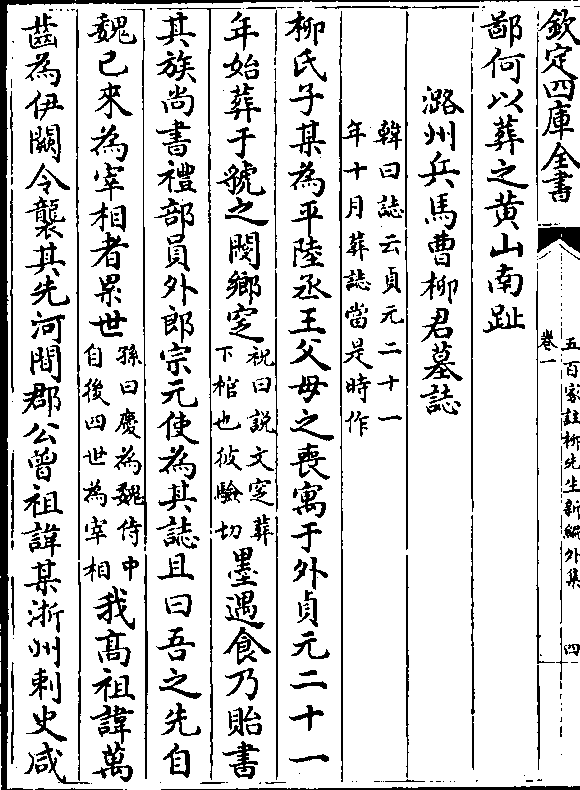 欽定四庫全書
五百家註柳先生新編外集
卷一
四
鄙何以葬之黄山南趾
潞州兵馬曹柳君墓誌
韓曰誌云貞元二十一
年十月葬誌當是時作
柳氏子某為平陸丞王父母之喪寓于外貞元二十一
年始葬于虢之閿鄉窆祝曰説文窆葬下棺也彼驗切墨遇食乃貽書
其族尚書禮部員外郎宗元使為其誌且曰吾之先自
魏已來為宰相者累世孫曰慶為魏侍中自後四世為宰相我髙祖諱萬
齒為伊闕令襲其先河間郡公曾祖諱某浙州刺史咸